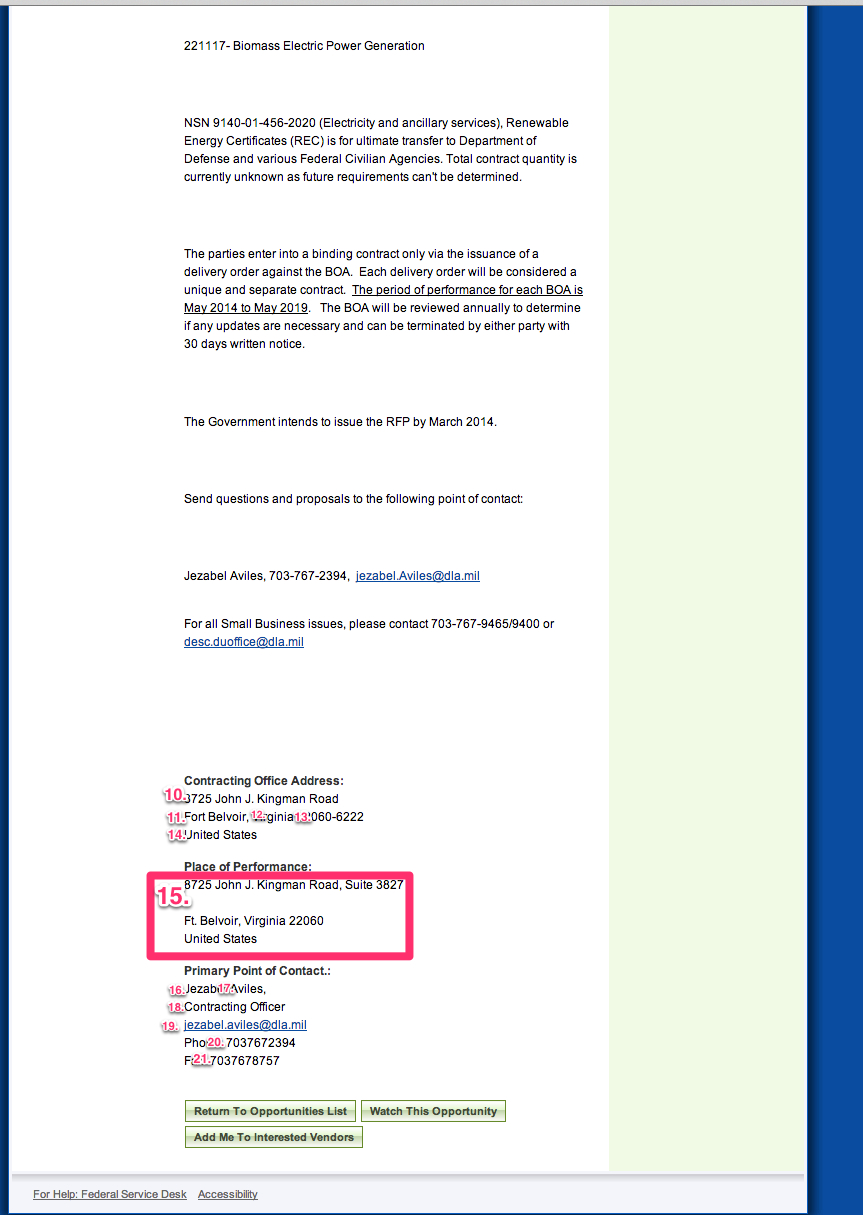 221117- Biomass Electric Power Generation
NSN 9140-01-456-2020 (Electricity and ancillary services), Renewable
Energy Certificates (REC) is for ultimate transfer to Department of
Defense and various Federal Civilian Agencies. Total contract quantity is
currently unknown as future requirements can't be determined.
The parties enter into a binding contract only via the issuance of a
delivery order against the BOA.  Each delivery order will be considered a
unique and separate contract.  The period of performance for each BOA is
May 2014 to May 2019.   The BOA will be reviewed annually to determine
if any updates are necessary and can be terminated by either party with
30 days written notice.
The Government intends to issue the RFP by March 2014.
Send questions and proposals to the following point of contact:
Jezabel Aviles, 703-767-2394,  jezabel.Aviles@dla.mil
For all Small Business issues, please contact 703-767-9465/9400 or
desc.duoffice@dla.mil
Contracting Office Address:
10. 8725 John J. Kingman Road
11. Fort Belvoir, 12. Virginia 13. 22060-6222
14. United States
Place of Performance:
8725 John J. Kingman Road, Suite 3827
15.
Ft. Belvoir, Virginia 22060
United States
Primary Point of Contact.:
16. Jezabel 17. Aviles,
18. Contracting Officer
19. jezabel.aviles@dla.mil
Pho 20. 7037672394
F 21. 7037678757
Return To Opportunities List Watch This Opportunity
Add Me To Interested Vendors
For Help: Federal Service Desk Accessibility